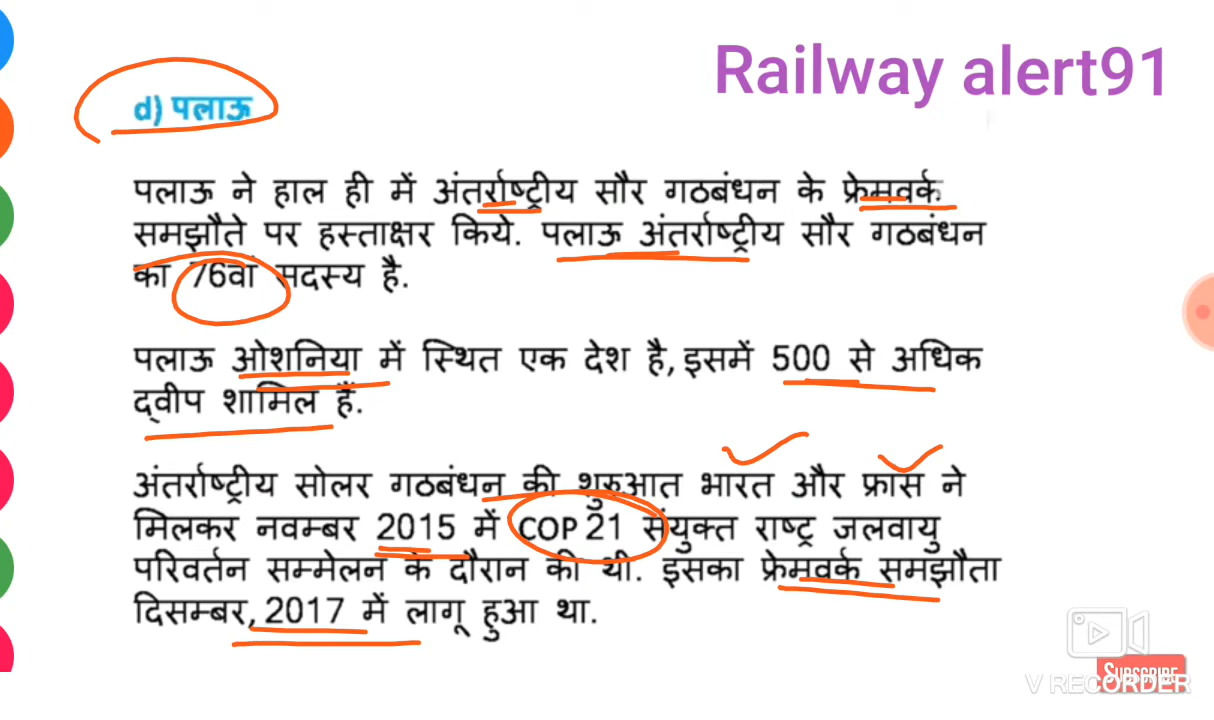 Railway alert91
d) पलाऊ
पलाऊ ने हाल ही में अंतर्राष्ट्रीय सौर गठबंधन के फ्रेमवर्क
समझौते पर हस्ताक्षर किये. पलाऊ अंतर्राष्ट्रीय सौर गठबंधन
का 76वां सदस्य है.
पलाऊ ओशनिया में स्थित एक देश है, इसमें 500 से अधिक
द्वीप शामिल हैं.
अंतर्राष्ट्रीय सोलर गठबंधन की शुरुआत भारत और फ्रांस ने
मिलकर नवम्बर 2015 में COP 21 संयुक्त राष्ट्र जलवायु
परिवर्तन सम्मेलन के दौरान की थी. इसका फ्रेमवर्क समझौता
दिसम्बर, 2017 में लागू हुआ था.
SUBSCRIBE
V RECORDER